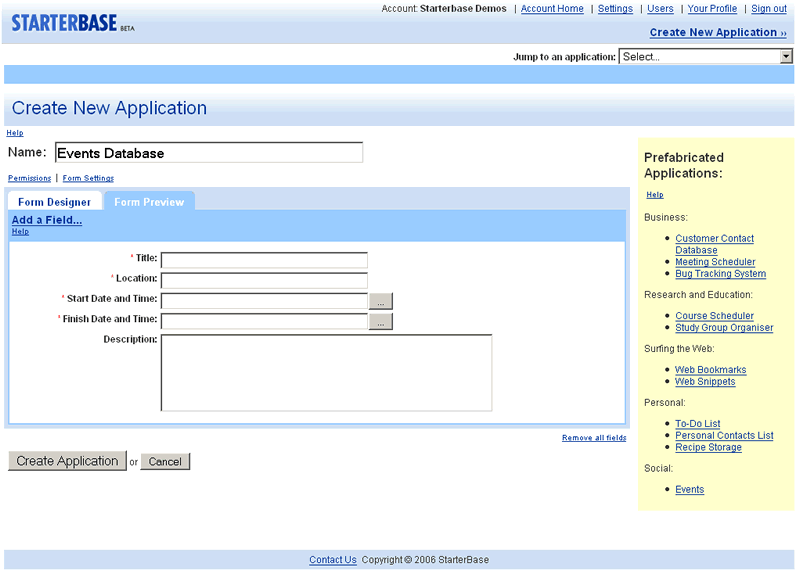 STARTERBASE BETA
Account: Starterbase Demos | Account Home | Settings | Users | Your Profile | Sign out
Create New Application ››
Jump to an application: Select...
Create New Application
Help
Name: Events Database
Permissions | Form Settings
Form Designer Form Preview
Add a Field...
Help
* Title:
* Location:
* Start Date and Time: ...
* Finish Date and Time: ...
Description:
Remove all fields
Create Application or Cancel
Prefabricated
Applications:
Help
Business:
• Customer Contact
Database
• Meeting Scheduler
• Bug Tracking System
Research and Education:
• Course Scheduler
• Study Group Organiser
Surfing the Web:
• Web Bookmarks
• Web Snippets
Personal:
• To-Do List
• Personal Contacts List
• Recipe Storage
Social:
• Events
Contact Us Copyright © 2006 StarterBase